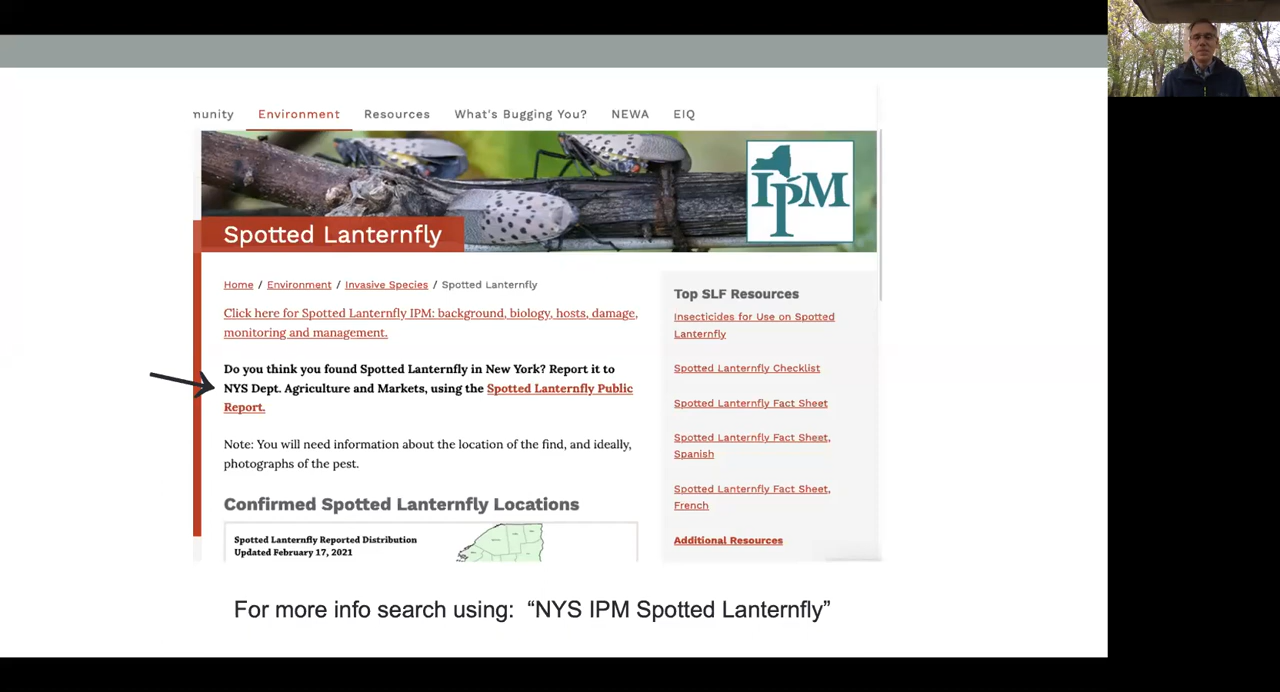 munity Environment Resources What's Bugging You? NEWA EIQ
IPM
Spotted Lanternfly
Home / Environment / Invasive Species / Spotted Lanternfly
Click here for Spotted Lanternfly IPM: background, biology, hosts, damage,
monitoring and management.
Do you think you found Spotted Lanternfly in New York? Report it to
NYS Dept. Agriculture and Markets, using the Spotted Lanternfly Public
Report.
Note: You will need information about the location of the find, and ideally,
photographs of the pest.
Confirmed Spotted Lanternfly Locations
Spotted Lanternfly Reported Distribution
Updated February 17, 2021
Top SLF Resources
Insecticides for Use on Spotted
Lanternfly
Spotted Lanternfly Checklist
Spotted Lanternfly Fact Sheet
Spotted Lanternfly Fact Sheet,
Spanish
Spotted Lanternfly Fact Sheet,
French
Additional Resources
For more info search using: “NYS IPM Spotted Lanternfly”